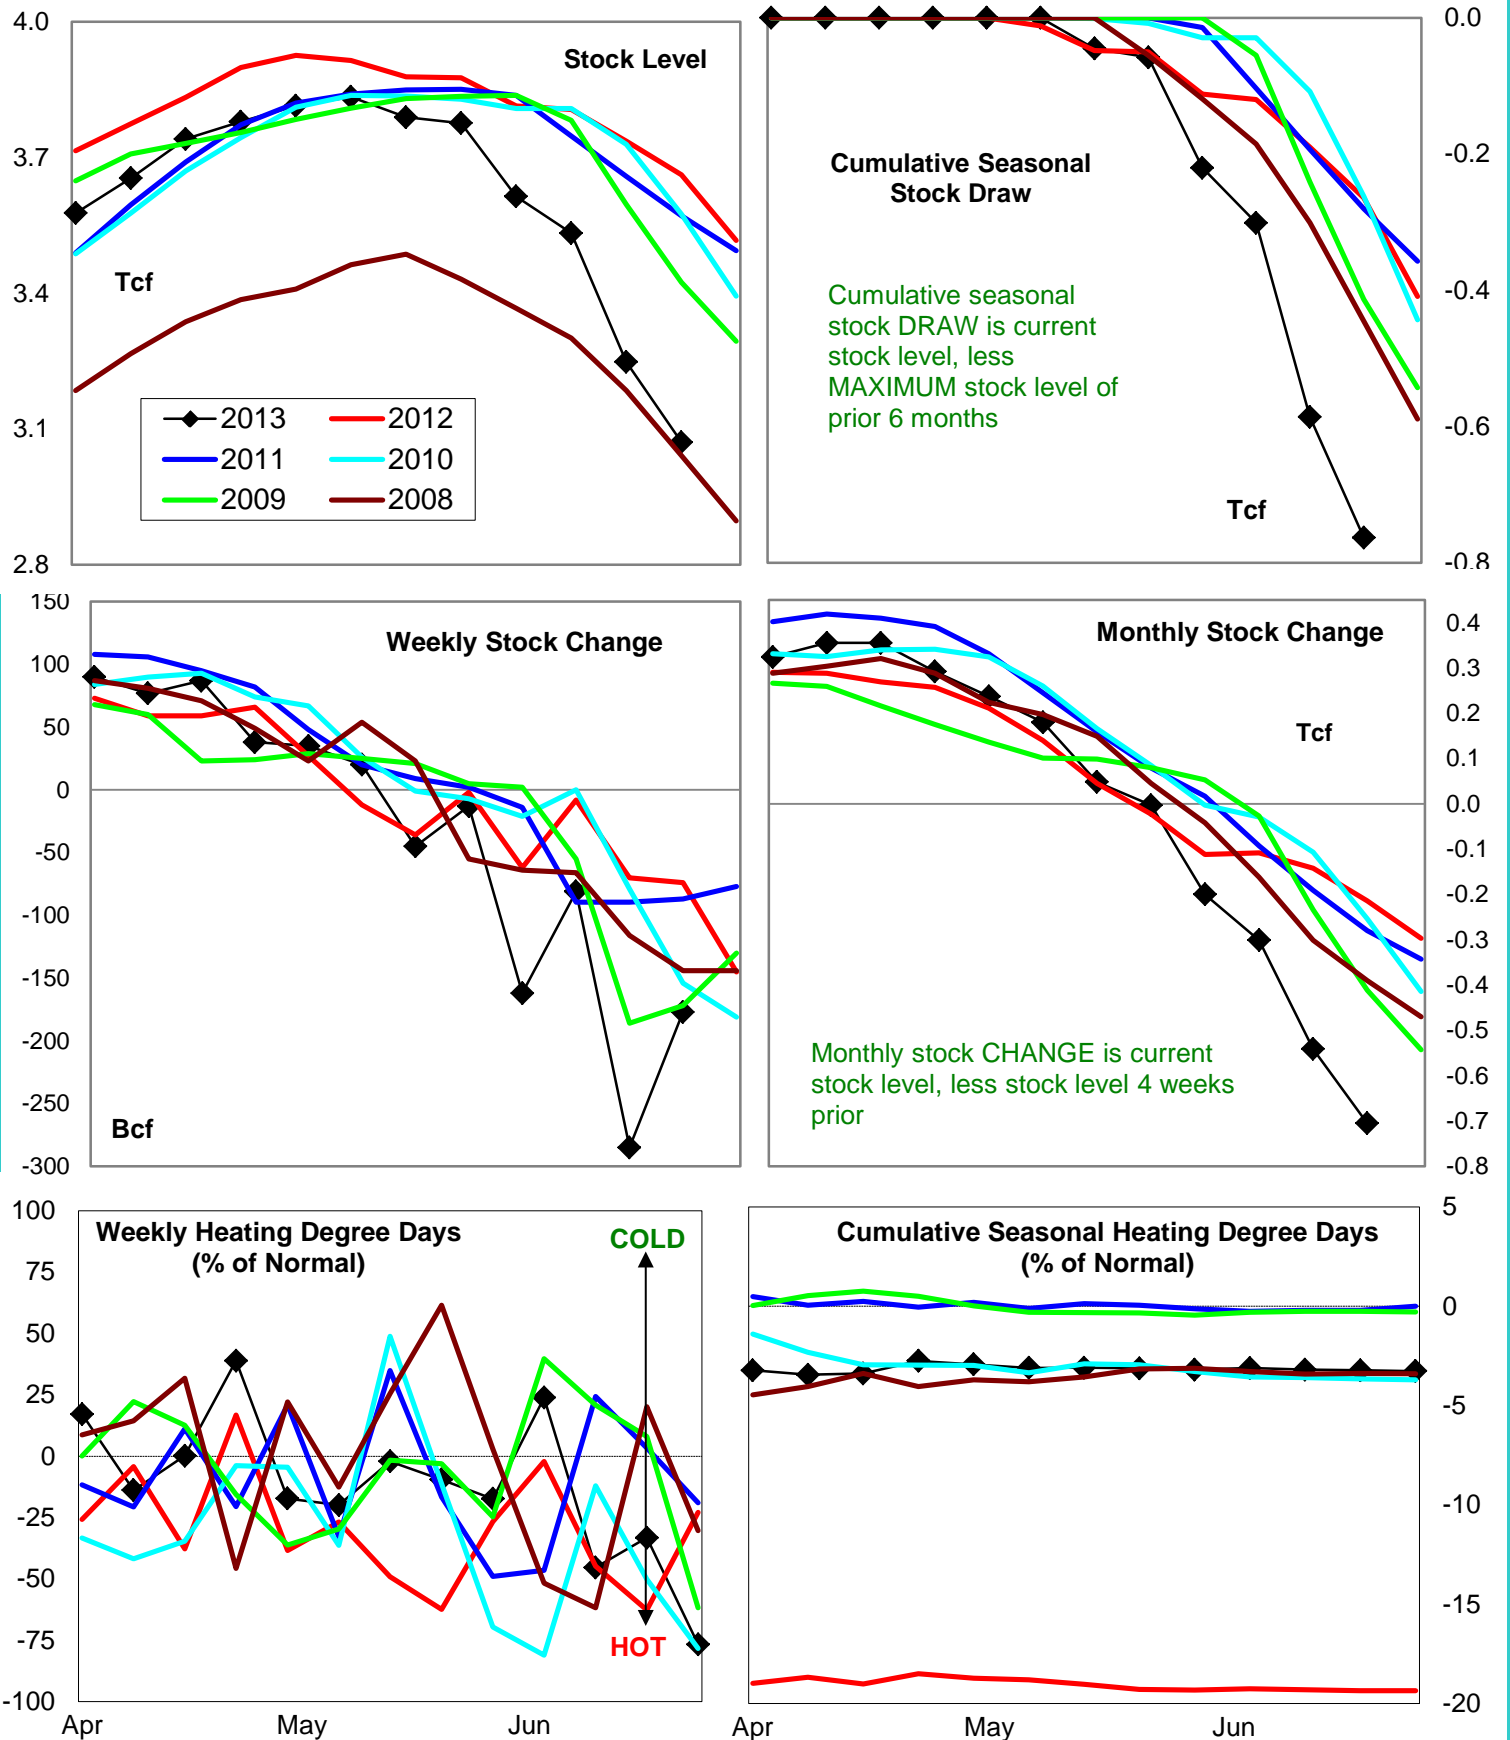 4.0
3.7
3.4
3.1
2.8
Stock Level
Tcf
2013
2012
2011
2010
2009
2008
0.0
-0.2
-0.4
-0.6
-0.8
Cumulative Seasonal
Stock Draw
Cumulative seasonal
stock DRAW is current
stock level, less
MAXIMUM stock level of
prior 6 months
Tcf
150
100
50
0
-50
-100
-150
-200
-250
-300
Weekly Stock Change
Bcf
0.4
0.3
0.2
0.1
0.0
-0.1
-0.2
-0.3
-0.4
-0.5
-0.6
-0.7
-0.8
Monthly Stock Change
Tcf
Monthly stock CHANGE is current
stock level, less stock level 4 weeks
prior
100
75
50
25
0
-25
-50
-75
-100
Weekly Heating Degree Days
(% of Normal)
COLD
HOT
Apr
May
Jun
5
0
-5
-10
-15
-20
Cumulative Seasonal Heating Degree Days
(% of Normal)
Apr
May
Jun